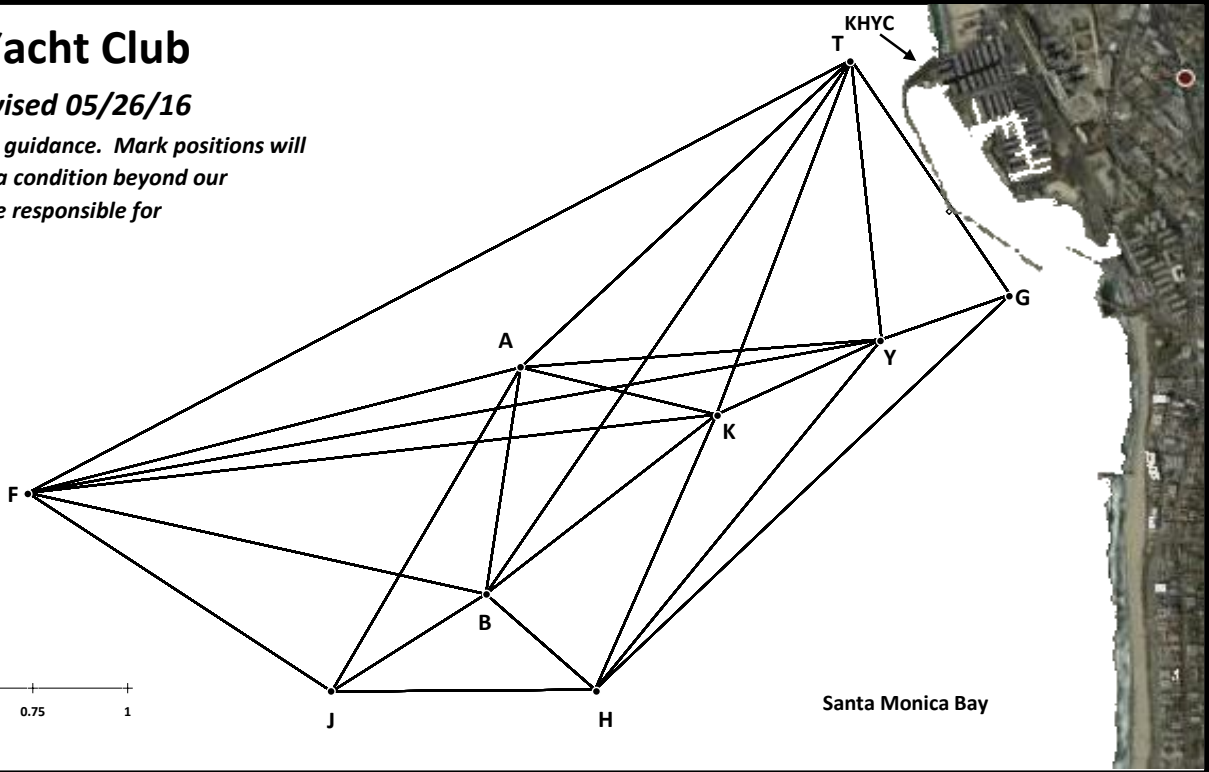 Yacht Club
KHYC
T
05/26/16
guidance. Mark positions will
a condition beyond our
responsible for
G
A
Y
K
F
B
0.75
1
J
H
Santa Monica Bay